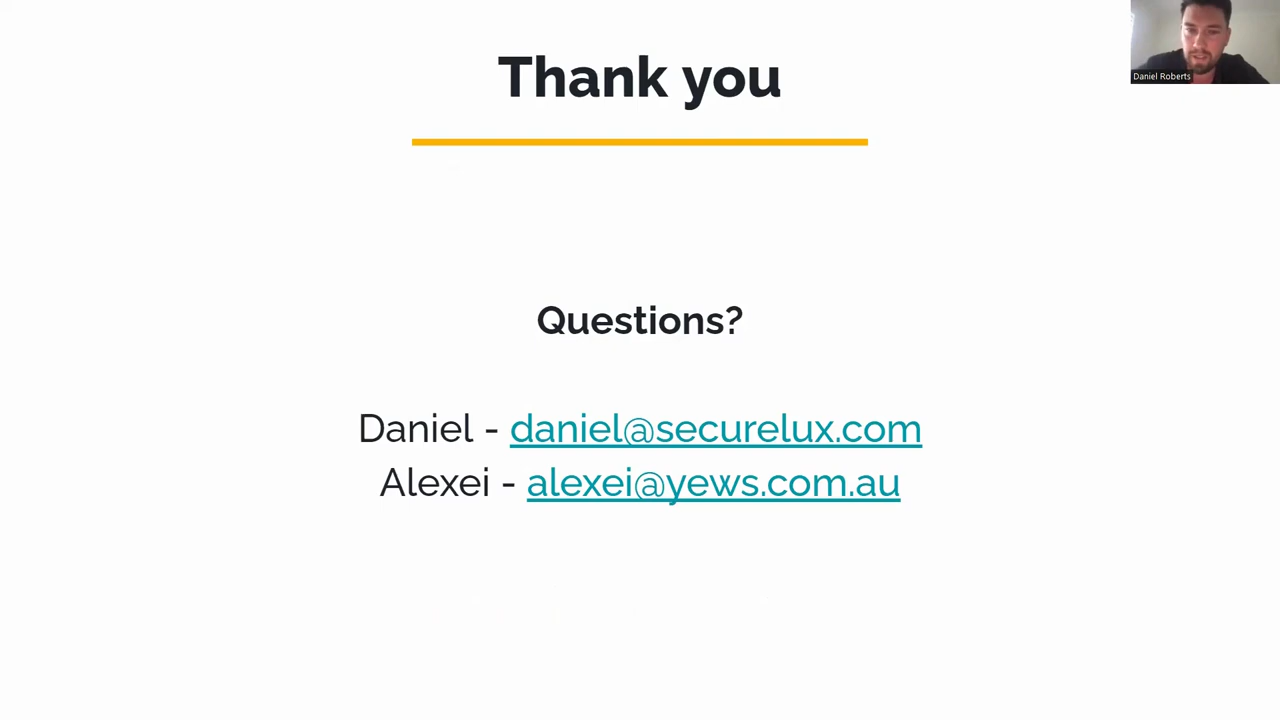 Thank you
Daniel Roberts
Questions?
Daniel - daniel@securelux.com
Alexei - alexei@yews.com.au